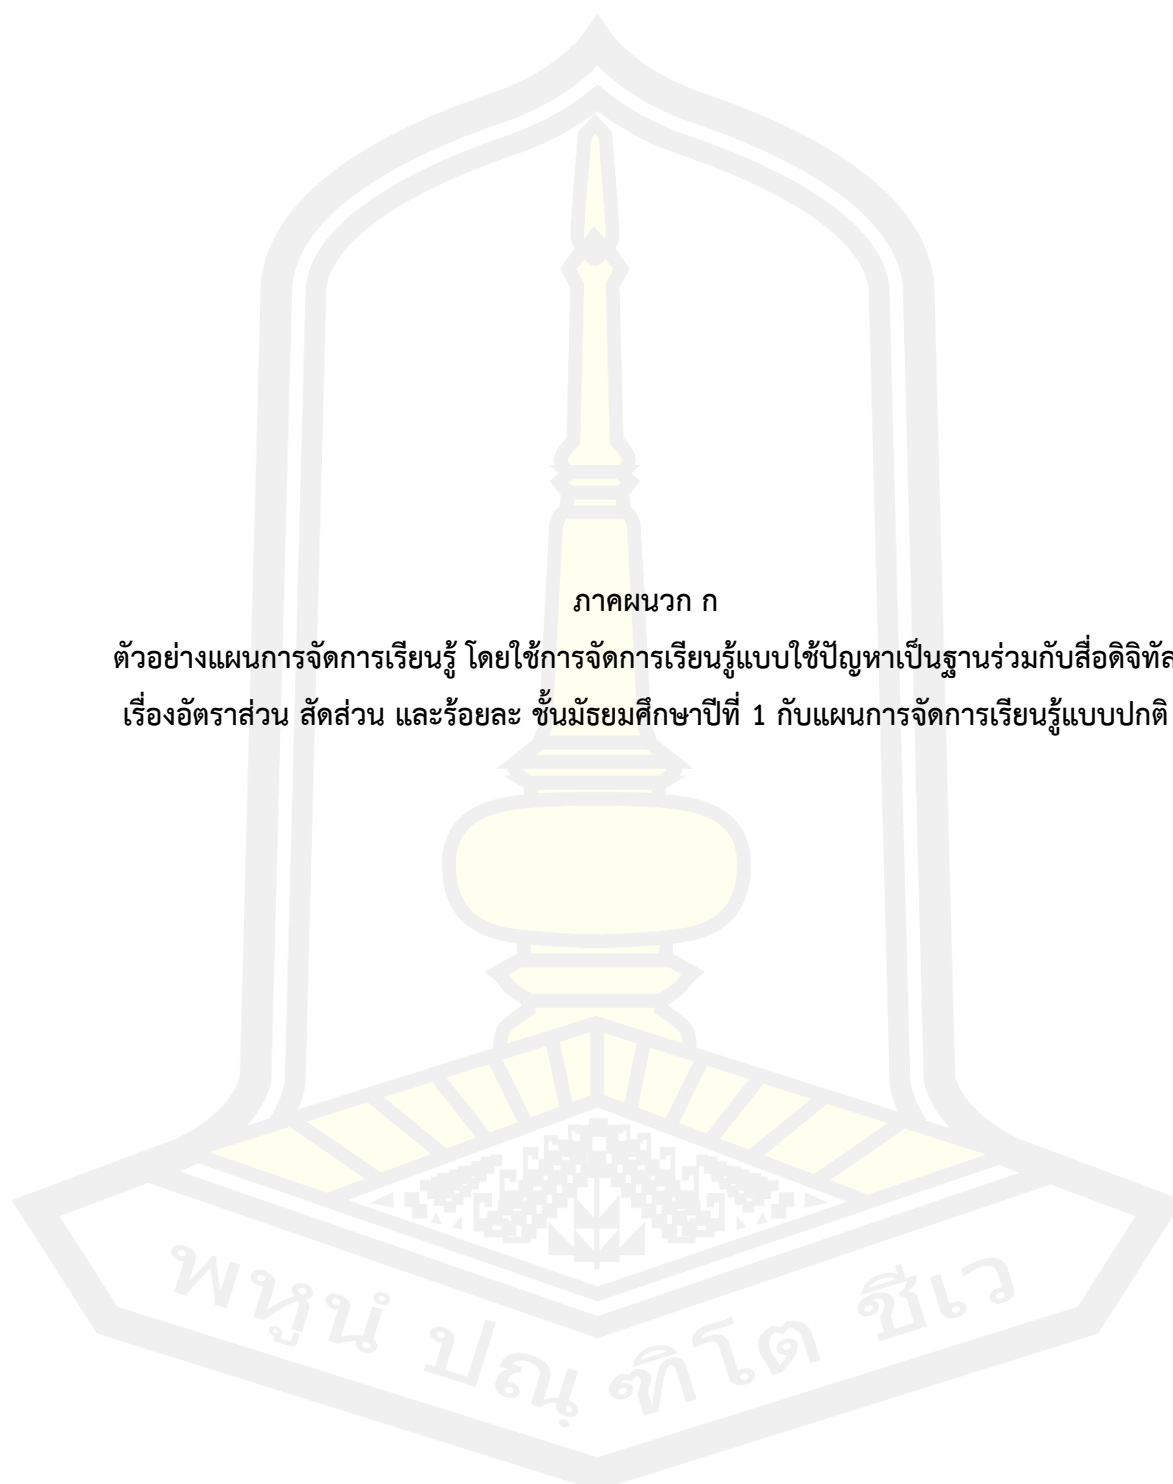 ภาคผนวก ก
ตัวอย่างแผนการจัดการเรียนรู้ โดยใช้การจัดการเรียนรู้แบบใช้ปัญหาเป็นฐานร่วมกับสื่อดิจิทัล
เรื่องอัตราส่วน สัดส่วน และร้อยละ ชั้นมัธยมศึกษาปีที่ 1 กับแผนการจัดการเรียนรู้แบบปกติ
พหูนํ ปณฺฑิโต ชีเว